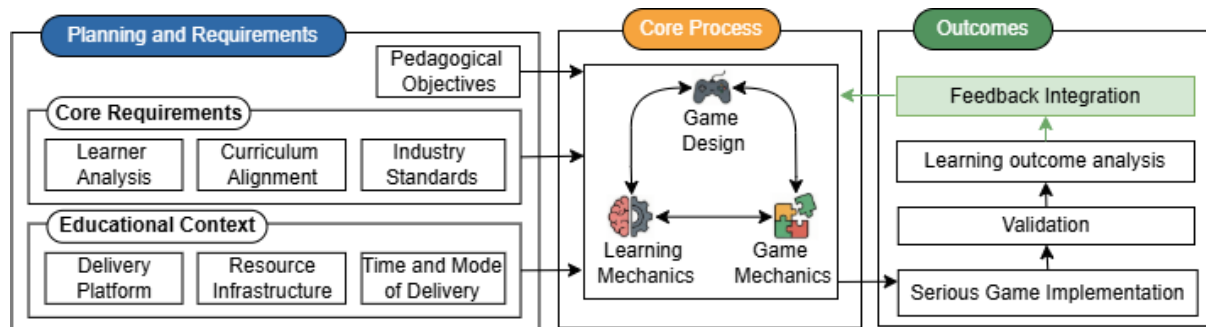 Planning and Requirements
Pedagogical
Objectives
Core Requirements
Learner
Analysis
Curriculum
Alignment
Industry
Standards
Educational Context
Delivery
Platform
Resource
Infrastructure
Time and Mode
of Delivery
Core Process
Game
Design
Learning
Mechanics
Game
Mechanics
Outcomes
Feedback Integration
Learning outcome analysis
Validation
Serious Game Implementation